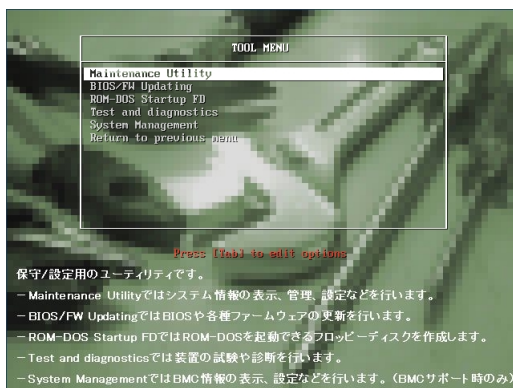 TOOL MENU
Maintenance Utility
BIOS/FW Updating
ROM-DOS Startup FD
Test and diagnostics
System Management
Return to previous menu
Press [Tab] to edit options
保守/設定用のユーティリティです。
－Maintenance Utilityではシステム情報の表示、管理、設定などを行います。
－BIOS/FW UpdatingではBIOSや各種ファームウェアの更新を行います。
－ROM-DOS Startup FDではROM-DOSを起動できるフロッピーディスクを作成します。
－Test and diagnosticsでは装置の試験や診断を行います。
－System ManagementではBMC情報の表示、設定などを行います。（BMCサポート時のみ）